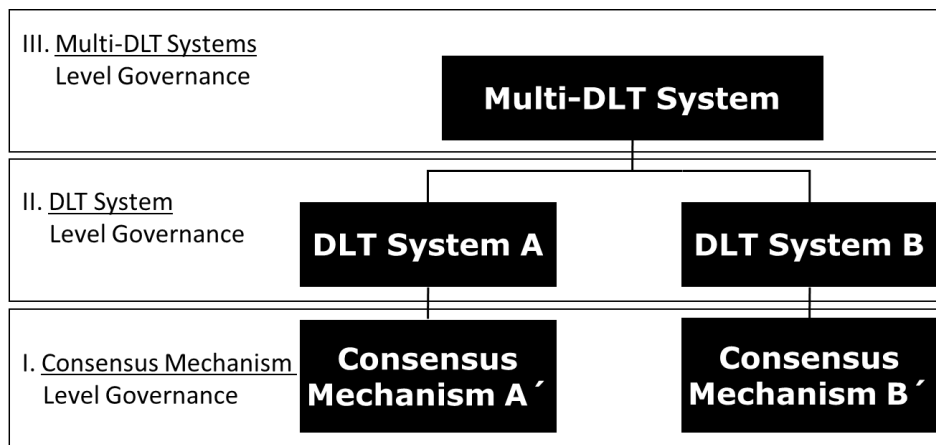 III. Multi-DLT Systems
Level Governance
Multi-DLT System
II. DLT System
Level Governance
DLT System A
DLT System B
I. Consensus Mechanism
Level Governance
Consensus
Mechanism A´
Consensus
Mechanism B´